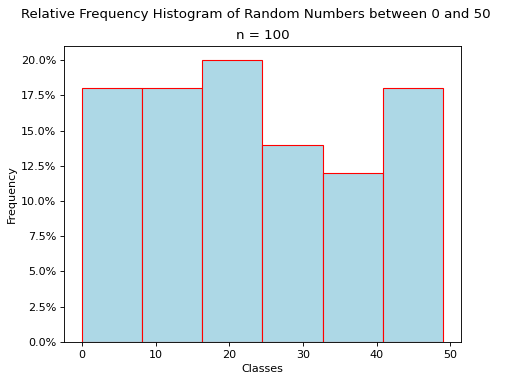 Relative Frequency Histogram of Random Numbers between 0 and 50
n = 100
20.0%
17.5%
15.0%
12.5%
10.0%
7.5%
5.0%
2.5%
0.0%
Frequency
0 10 20 30 40 50
Classes